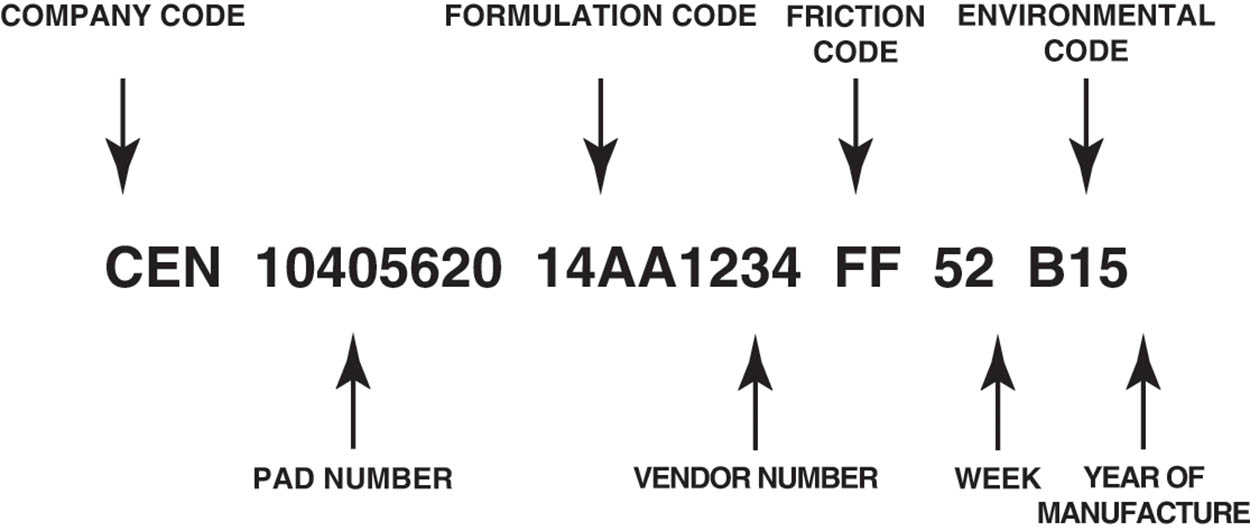 COMPANY CODE
FORMULATION CODE
FRICTION
CODE
ENVIRONMENTAL
CODE
CEN 10405620 14AA1234 FF 52 B15
PAD NUMBER
VENDOR NUMBER
WEEK
YEAR OF
MANUFACTURE